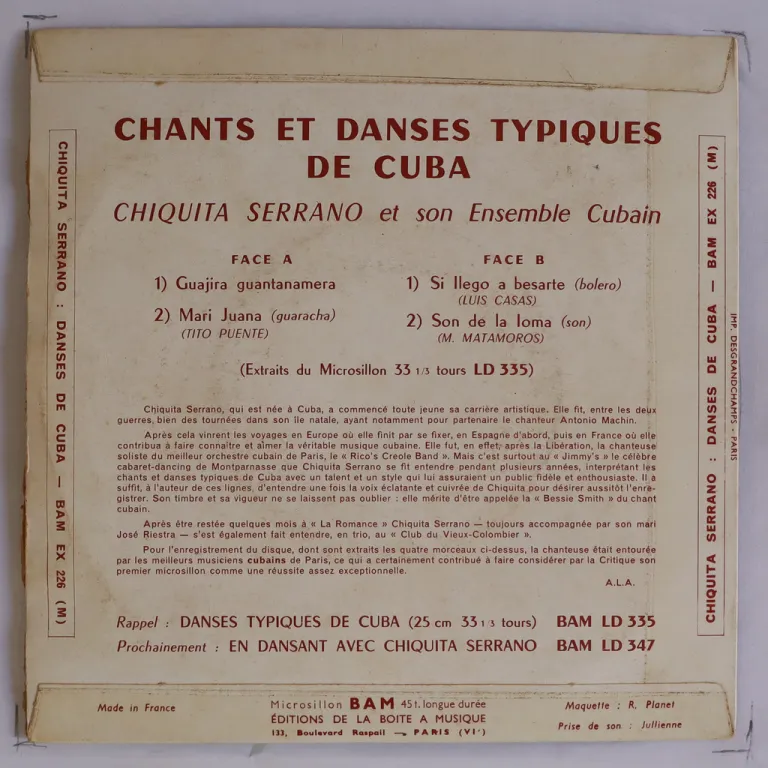 CHANTS ET DANSES TYPIQUES
DE CUBA
CHIQUITA SERRANO et son Ensemble Cubain
FACE A
1) Guajira guantanamera
2) Mari Juana (guaracha)
(TITO PUENTE)
FACE B
1) Si llego a besarte (bolero)
(LUIS CASAS)
2) Son de la loma (son)
(M. MATAMOROS)
(Extraits du Microsillon 33 1/3 tours LD 335)
Chiquita Serrano, qui est née à Cuba, a commencé toute jeune sa carrière artistique. Elle fit, entre les deux
guerres, bien des tournées dans son île natale, ayant notamment pour partenaire le chanteur Antonio Machin.
Après cela vinrent les voyages en Europe où elle finit par se fixer, en Espagne d'abord, puis en France où elle
contribua à faire connaître et aimer la véritable musique cubaine. Elle fut, en effet, après la Libération, la chanteuse
soliste du meilleur orchestre cubain de Paris, le « Rico's Creole Band ». Mais c'est surtout au « Jimmy's » le célèbre
cabaret-dancing de Montparnasse que Chiquita Serrano se fit entendre pendant plusieurs années, interprétant les
chants et danses typiques de Cuba avec un talent et un style qui lui assuraient un public fidèle et enthousiaste. Il a
suffit, à l'auteur de ces lignes, d'entendre une fois la voix éclatante et cuivrée de Chiquita pour désirer aussitôt l'enre-
gistrer. Son timbre et sa vigueur ne se laissent pas oublier : elle mérite d'être appelée la « Bessie Smith » du chant
cubain.
Après être restée quelques mois à « La Romance » Chiquita Serrano — toujours accompagnée par son mari
José Riestra — s'est également fait entendre, en trio, au « Club du Vieux-Colombier ».
Pour l'enregistrement du disque, dont sont extraits les quatre morceaux ci-dessus, la chanteuse était entourée
par les meilleurs musiciens cubains de Paris, ce qui a certainement contribué à faire considérer par la Critique son
premier microsillon comme une réussite assez exceptionnelle.
A.L.A.
Rappel : DANSES TYPIQUES DE CUBA (25 cm 33 1/3 tours) BAM LD 335
Prochainement : EN DANSANT AVEC CHIQUITA SERRANO BAM LD 347
CHIQUITA SERRANO : DANSES DE CUBA — BAM EX 226 (M)
CHIQUITA SERRANO : DANSES DE CUBA — BAM EX 226 (M)
IMP. DESGRANDCHAMPS - PARIS
Made in France
Microsillon BAM 45 t. longue durée
ÉDITIONS DE LA BOITE A MUSIQUE
133, Boulevard Raspail — PARIS (VIe)
Maquette : R. Planet
Prise de son : Jullienne